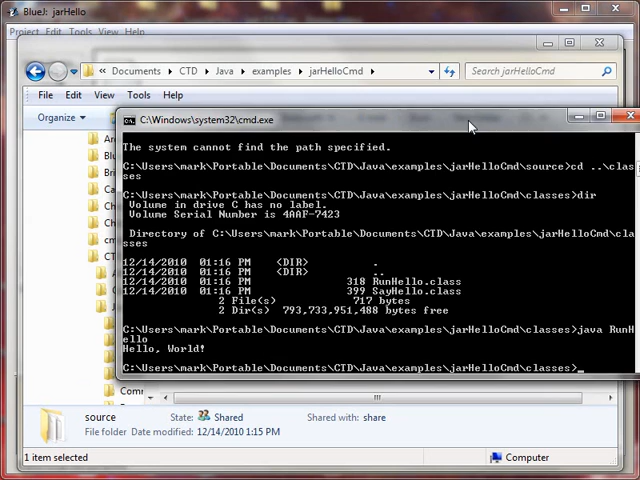 BlueJ: jarHello
Project Edit Tools View Help
Documents CTD Java examples jarHelloCmd
Search jarHelloCmd
File Edit View Tools Help
Organize
C:\Windows\system32\cmd.exe
The system cannot find the path specified.
C:\Users\mark\Portable\Documents\CTD\Java\examples\jarHelloCmd\source>cd ..\clas
ses
C:\Users\mark\Portable\Documents\CTD\Java\examples\jarHelloCmd\classes>dir
Volume in drive C has no label.
Volume Serial Number is 4AAF-7423
Directory of C:\Users\mark\Portable\Documents\CTD\Java\examples\jarHelloCmd\clas
sses
12/14/2010 01:16 PM <DIR> .
12/14/2010 01:16 PM <DIR> ..
12/14/2010 01:16 PM 318 RunHello.class
12/14/2010 01:16 PM 399 SayHello.class
2 File(s) 717 bytes
2 Dir(s) 793,733,951,488 bytes free
C:\Users\mark\Portable\Documents\CTD\Java\examples\jarHelloCmd\classes>java RunH
ello
Hello, World!
C:\Users\mark\Portable\Documents\CTD\Java\examples\jarHelloCmd\classes>_
Comm
source State: Shared Shared with: share
File folder Date modified: 12/14/2010 1:15 PM
1 item selected Computer